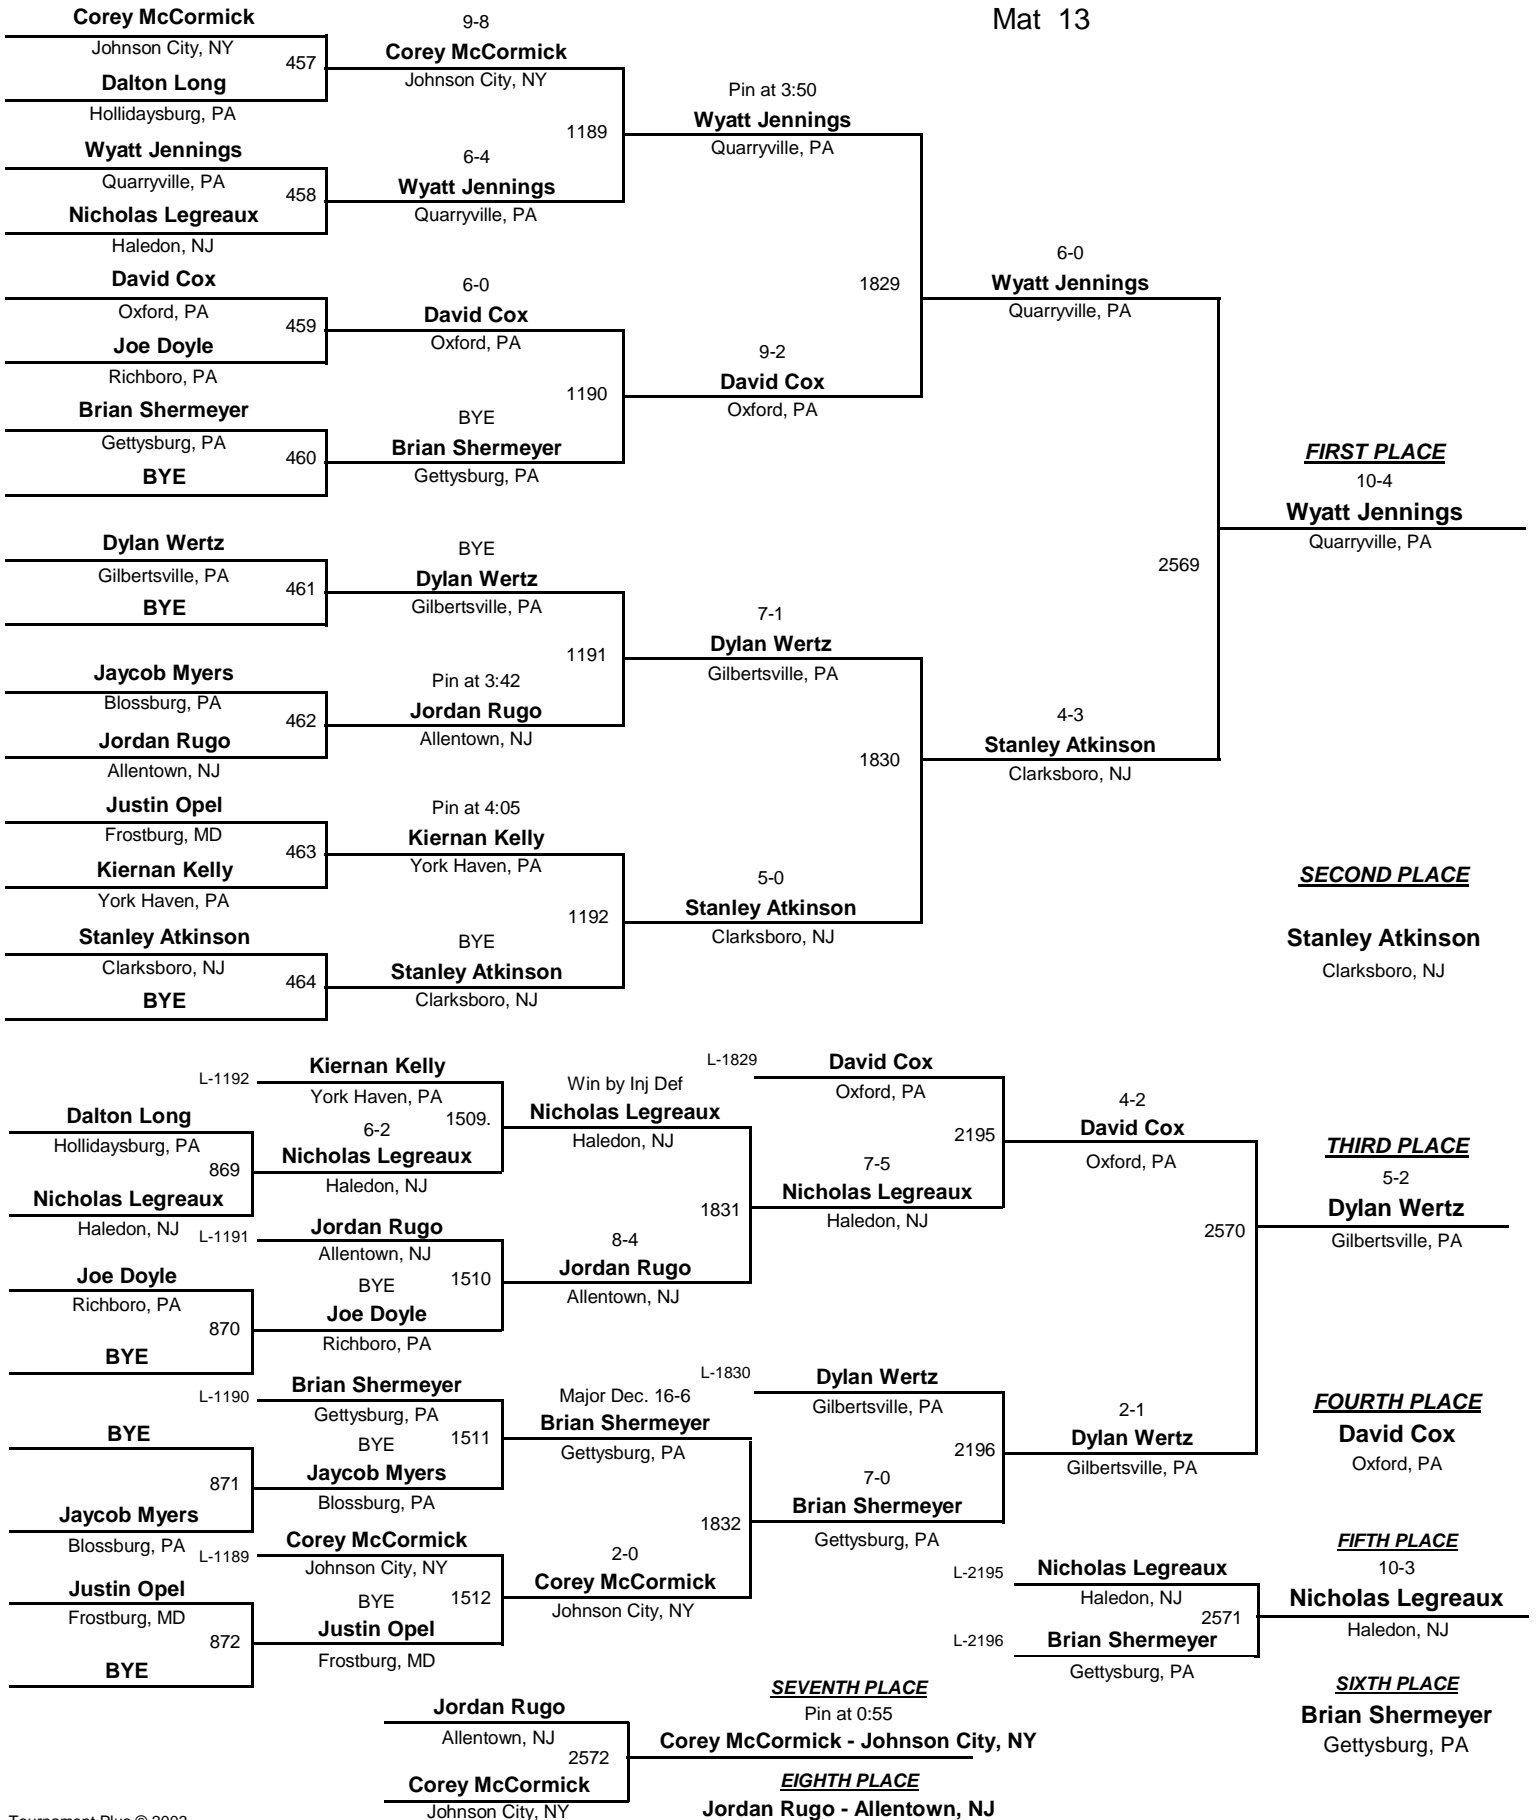 Mat 13
Corey McCormick
Johnson City, NY
457
Dalton Long
Hollidaysburg, PA
Wyatt Jennings
Quarryville, PA
458
Nicholas Legreaux
Haledon, NJ
David Cox
Oxford, PA
459
Joe Doyle
Richboro, PA
Brian Shermeyer
Gettysburg, PA
460
BYE
Dylan Wertz
Gilbertsville, PA
461
BYE
Jaycob Myers
Blossburg, PA
462
Jordan Rugo
Allentown, NJ
Justin Opel
Frostburg, MD
463
Kiernan Kelly
York Haven, PA
Stanley Atkinson
Clarksboro, NJ
464
BYE
9-8
Corey McCormick
Johnson City, NY
1189
6-4
Wyatt Jennings
Quarryville, PA
6-0
David Cox
Oxford, PA
1190
BYE
Brian Shermeyer
Gettysburg, PA
BYE
Dylan Wertz
Gilbertsville, PA
1191
Pin at 3:42
Jordan Rugo
Allentown, NJ
Pin at 4:05
Kiernan Kelly
York Haven, PA
1192
BYE
Stanley Atkinson
Clarksboro, NJ
Pin at 3:50
Wyatt Jennings
Quarryville, PA
1829
9-2
David Cox
Oxford, PA
7-1
Dylan Wertz
Gilbertsville, PA
1830
5-0
Stanley Atkinson
Clarksboro, NJ
6-0
Wyatt Jennings
Quarryville, PA
2569
4-3
Stanley Atkinson
Clarksboro, NJ
FIRST PLACE
10-4
Wyatt Jennings
Quarryville, PA
SECOND PLACE
Stanley Atkinson
Clarksboro, NJ
Dalton Long
Hollidaysburg, PA
869
Nicholas Legreaux
Haledon, NJ
Joe Doyle
Richboro, PA
870
BYE
BYE
871
Jaycob Myers
Blossburg, PA
Justin Opel
Frostburg, MD
872
BYE
L-1192
Kiernan Kelly
York Haven, PA
1509.
6-2
Nicholas Legreaux
Haledon, NJ
L-1191
Jordan Rugo
Allentown, NJ
1510
BYE
Joe Doyle
Richboro, PA
L-1190
Brian Shermeyer
Gettysburg, PA
1511
BYE
Jaycob Myers
Blossburg, PA
L-1189
Corey McCormick
Johnson City, NY
1512
BYE
Justin Opel
Frostburg, MD
Win by Inj Def
Nicholas Legreaux
Haledon, NJ
1831
8-4
Jordan Rugo
Allentown, NJ
Major Dec. 16-6
Brian Shermeyer
Gettysburg, PA
1832
2-0
Corey McCormick
Johnson City, NY
L-1829
David Cox
Oxford, PA
2195
7-5
Nicholas Legreaux
Haledon, NJ
L-1830
Dylan Wertz
Gilbertsville, PA
2196
7-0
Brian Shermeyer
Gettysburg, PA
4-2
David Cox
Oxford, PA
2570
2-1
Dylan Wertz
Gilbertsville, PA
THIRD PLACE
5-2
Dylan Wertz
Gilbertsville, PA
FOURTH PLACE
David Cox
Oxford, PA
L-2195
Nicholas Legreaux
Haledon, NJ
2571
L-2196
Brian Shermeyer
Gettysburg, PA
FIFTH PLACE
10-3
Nicholas Legreaux
Haledon, NJ
SIXTH PLACE
Brian Shermeyer
Gettysburg, PA
Jordan Rugo
Allentown, NJ
2572
Corey McCormick
Johnson City, NY
SEVENTH PLACE
Pin at 0:55
Corey McCormick - Johnson City, NY
EIGHTH PLACE
Jordan Rugo - Allentown, NJ